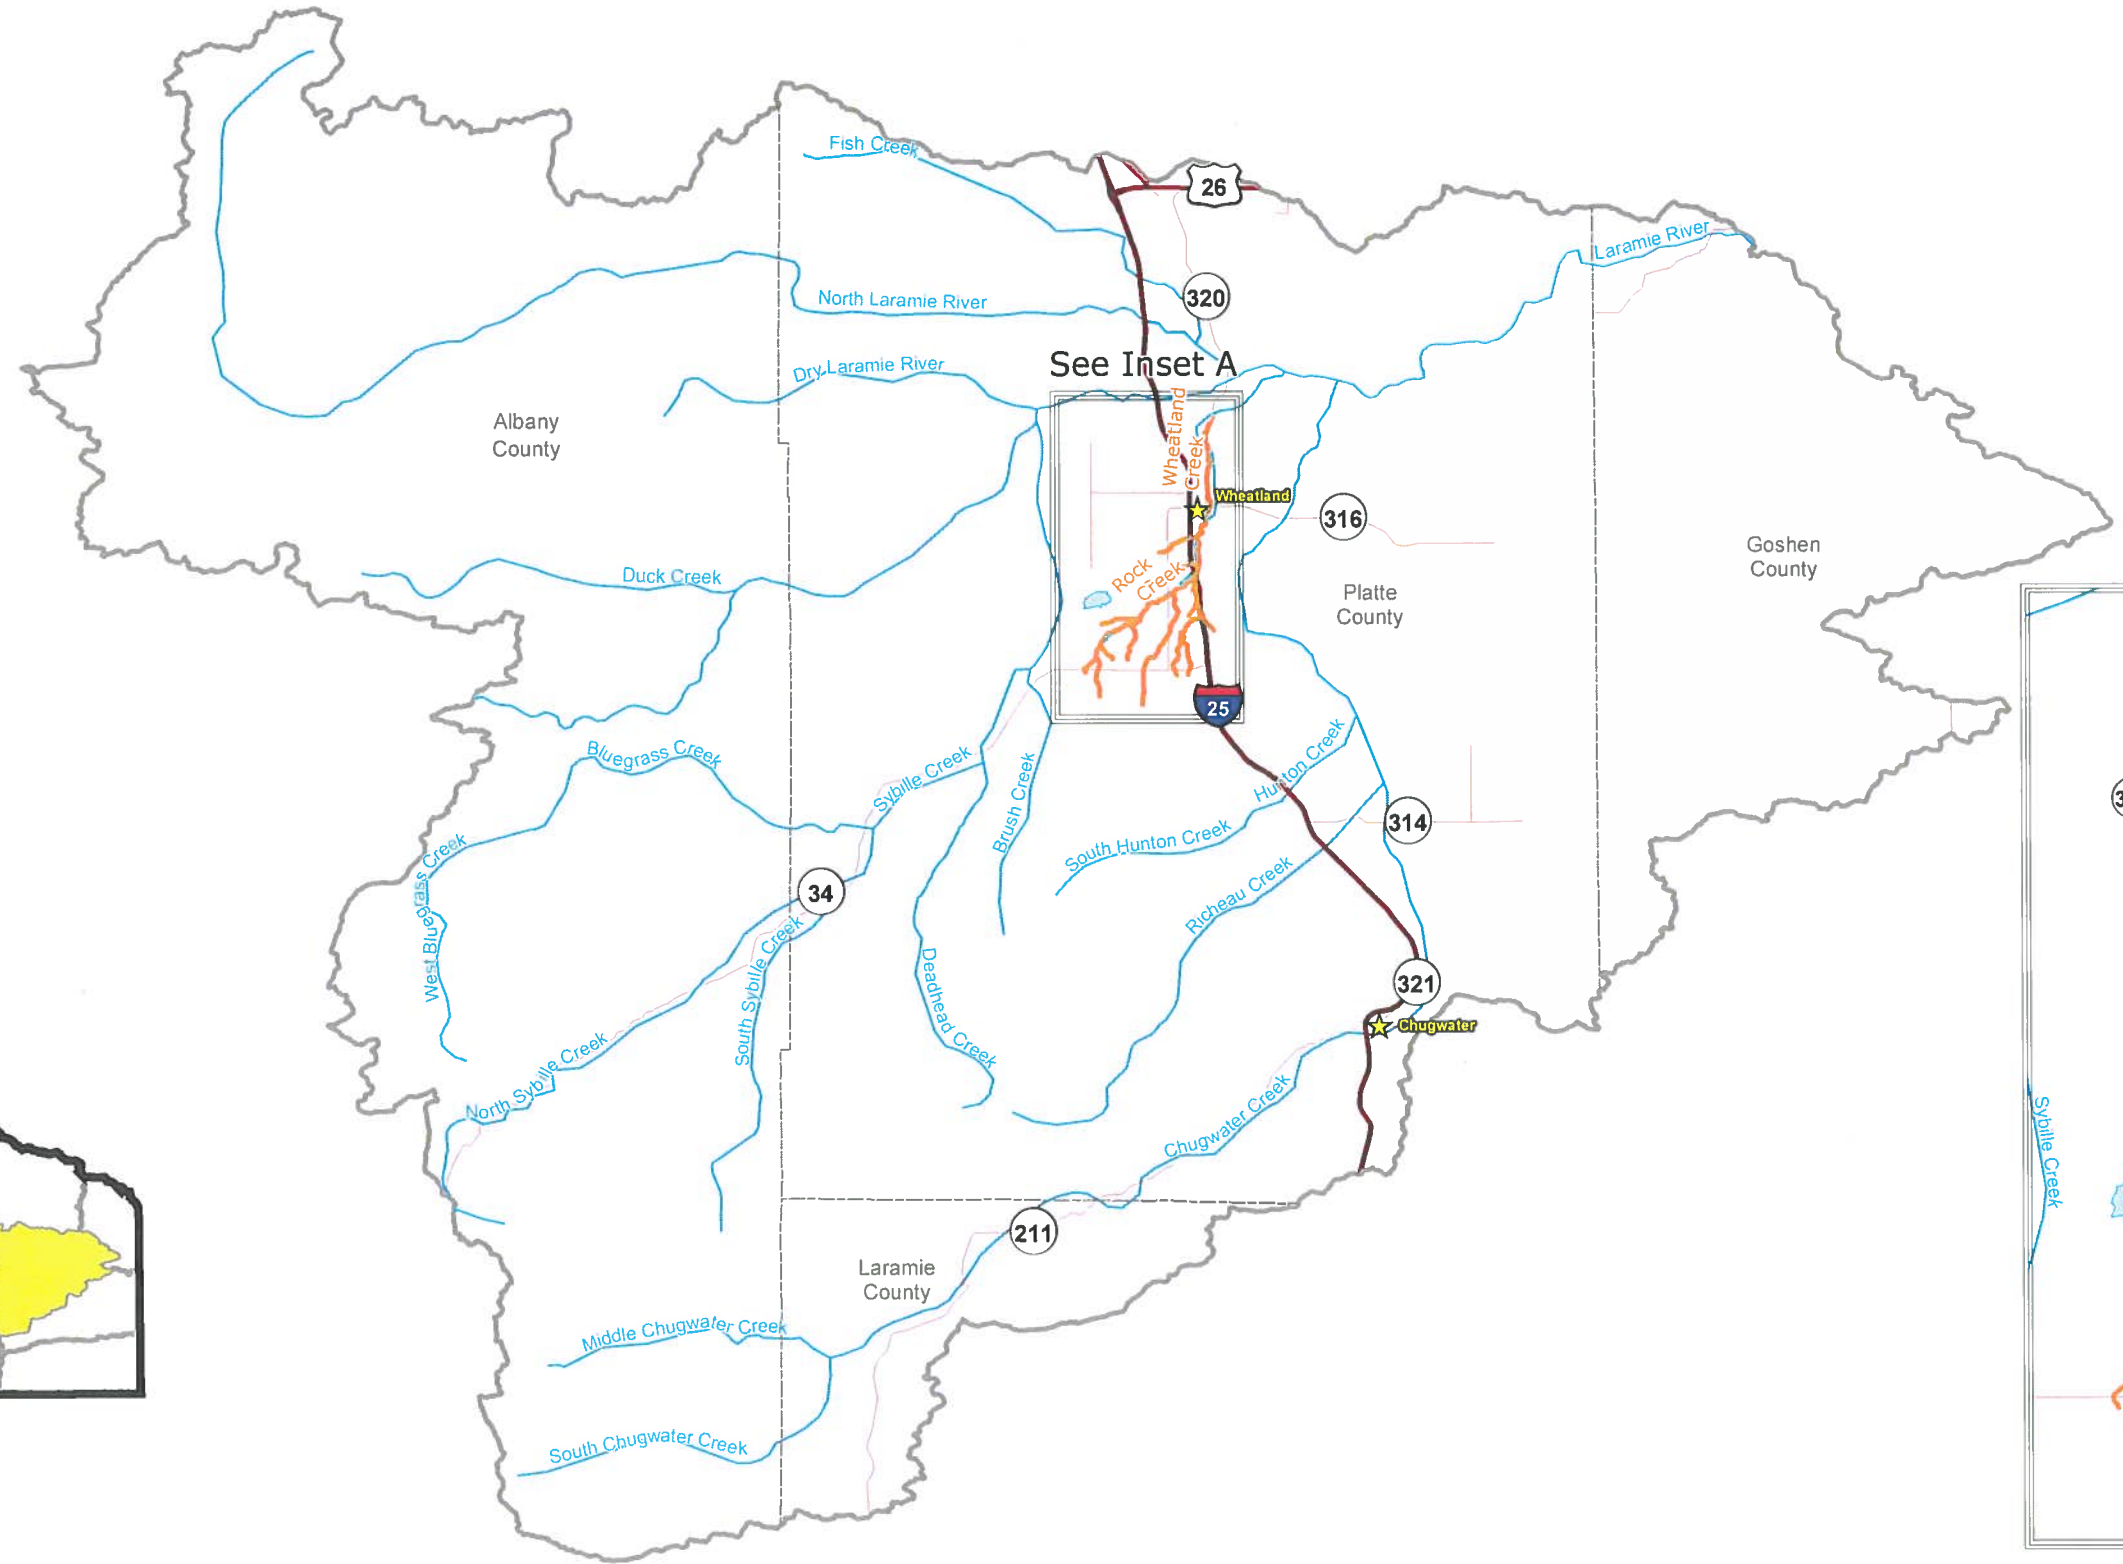 Fish Creek
26
Laramie River
North Laramie River
320
See Inset A
Dry Laramie River
Wheatland
Creek
Albany
County
Wheatland
316
Goshen
County
Duck Creek
Rock
Creek
Platte
County
25
Bluegrass Creek
Sybille Creek
Brush Creek
Hunton Creek
South Hunton Creek
314
West Bluegrass Creek
34
Richeau Creek
South Sybille Creek
Deadhead Creek
321
Chugwater
North Sybille Creek
Chugwater Creek
Sybille Creek
211
Laramie
County
Middle Chugwater Creek
South Chugwater Creek